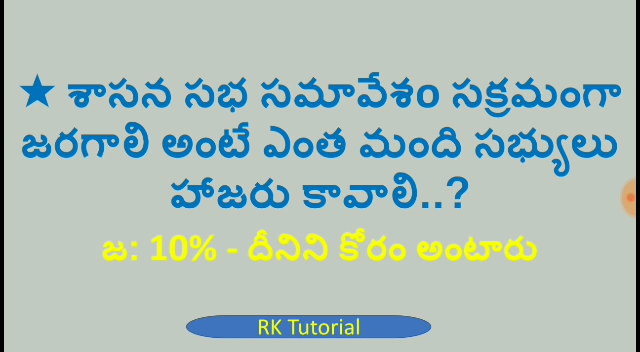 ★ శాసన సభ సమావేశం సక్రమంగా
జరగాలి అంటే ఎంత మంది సభ్యులు
హాజరు కావాలి..?
జ: 10% - దీనిని కోరం అంటారు
RK Tutorial